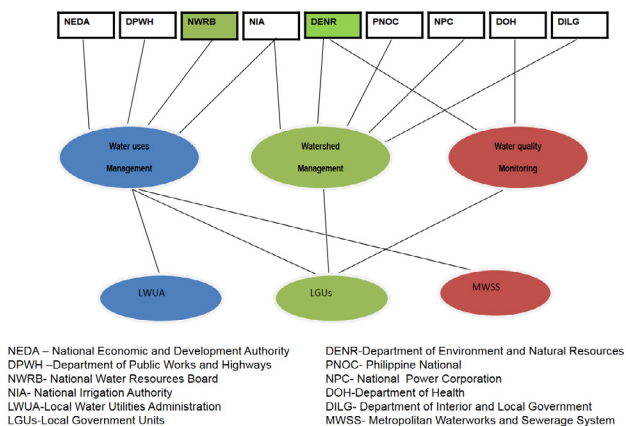 NEDA DPWH NWRB NIA DENR PNOC NPC DOH DILG
Water uses
Management
Watershed
Management
Water quality
Monitoring
LWUA
LGUs
MWSS
NEDA – National Economic and Development Authority
DPWH –Department of Public Works and Highways
NWRB- National Water Resources Board
NIA- National Irrigation Authority
LWUA-Local Water Utilities Administration
LGUs-Local Government Units
DENR-Department of Environment and Natural Resources
PNOC- Philippine National
NPC- National Power Corporation
DOH-Department of Health
DILG- Department of Interior and Local Government
MWSS- Metropolitan Waterworks and Sewerage System